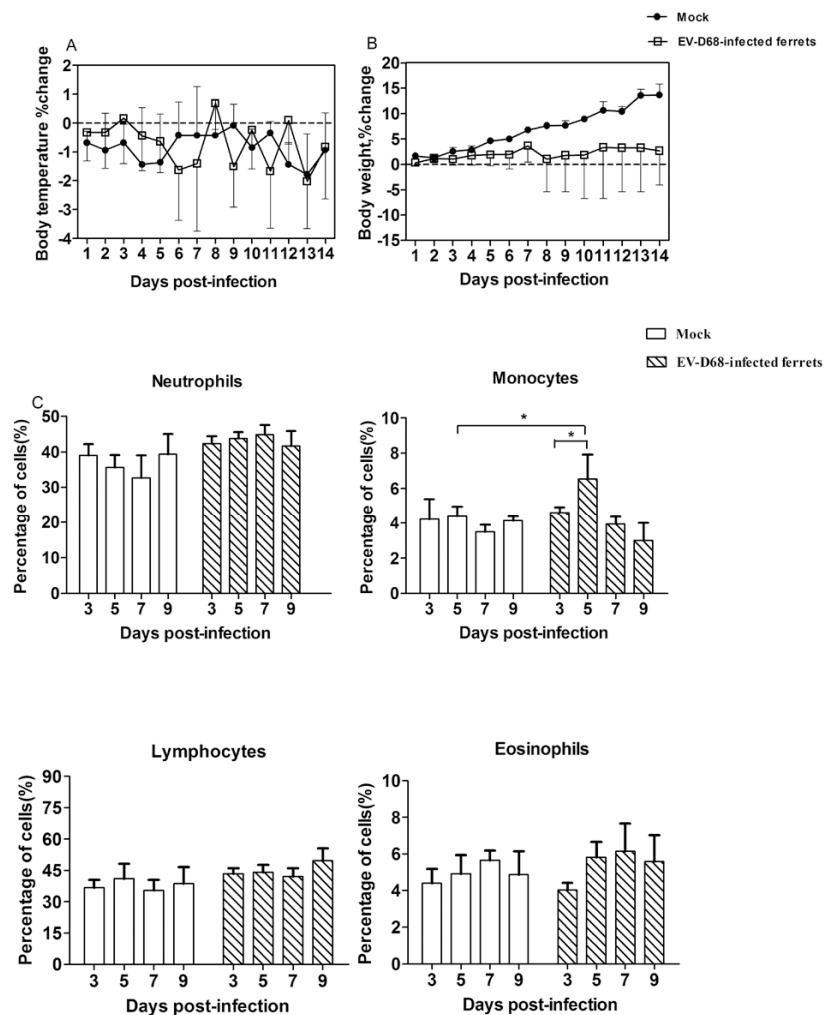 Mock
EV-D68-infected ferrets
A
B
Body temperature %change
2
1
0
-1
-2
-3
-4
1 2 3 4 5 6 7 8 9 10 11 12 13 14
Days post-infection
Body weight,%change
20
15
10
5
0
-5
-10
-15
1 2 3 4 5 6 7 8 9 10 11 12 13 14
Days post-infection
Mock
EV-D68-infected ferrets
C
Neutrophils
Percentage of cells(%)
50
40
30
20
10
0
3 5 7 9 3 5 7 9
Days post-infection
Monocytes
Percentage of cells(%)
10
8
6
4
2
0
*
*
3 5 7 9 3 5 7 9
Days post-infection
Lymphocytes
Percentage of cells(%)
90
75
60
45
30
15
0
3 5 7 9 3 5 7 9
Days post-infection
Eosinophils
Percentage of cells(%)
10
8
6
4
2
0
3 5 7 9 3 5 7 9
Days post-infection